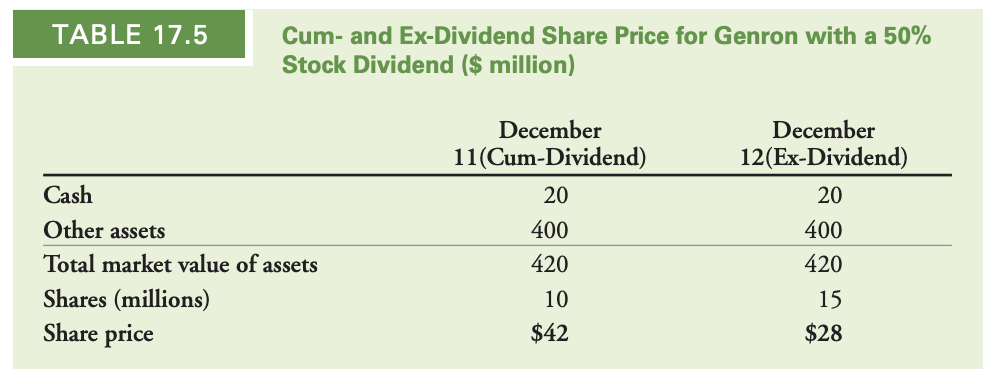 TABLE 17.5
Cum- and Ex-Dividend Share Price for Genron with a 50%
Stock Dividend ($ million)
December December
11(Cum-Dividend) 12(Ex-Dividend)
Cash 20 20
Other assets 400 400
Total market value of assets 420 420
Shares (millions) 10 15
Share price $42 $28